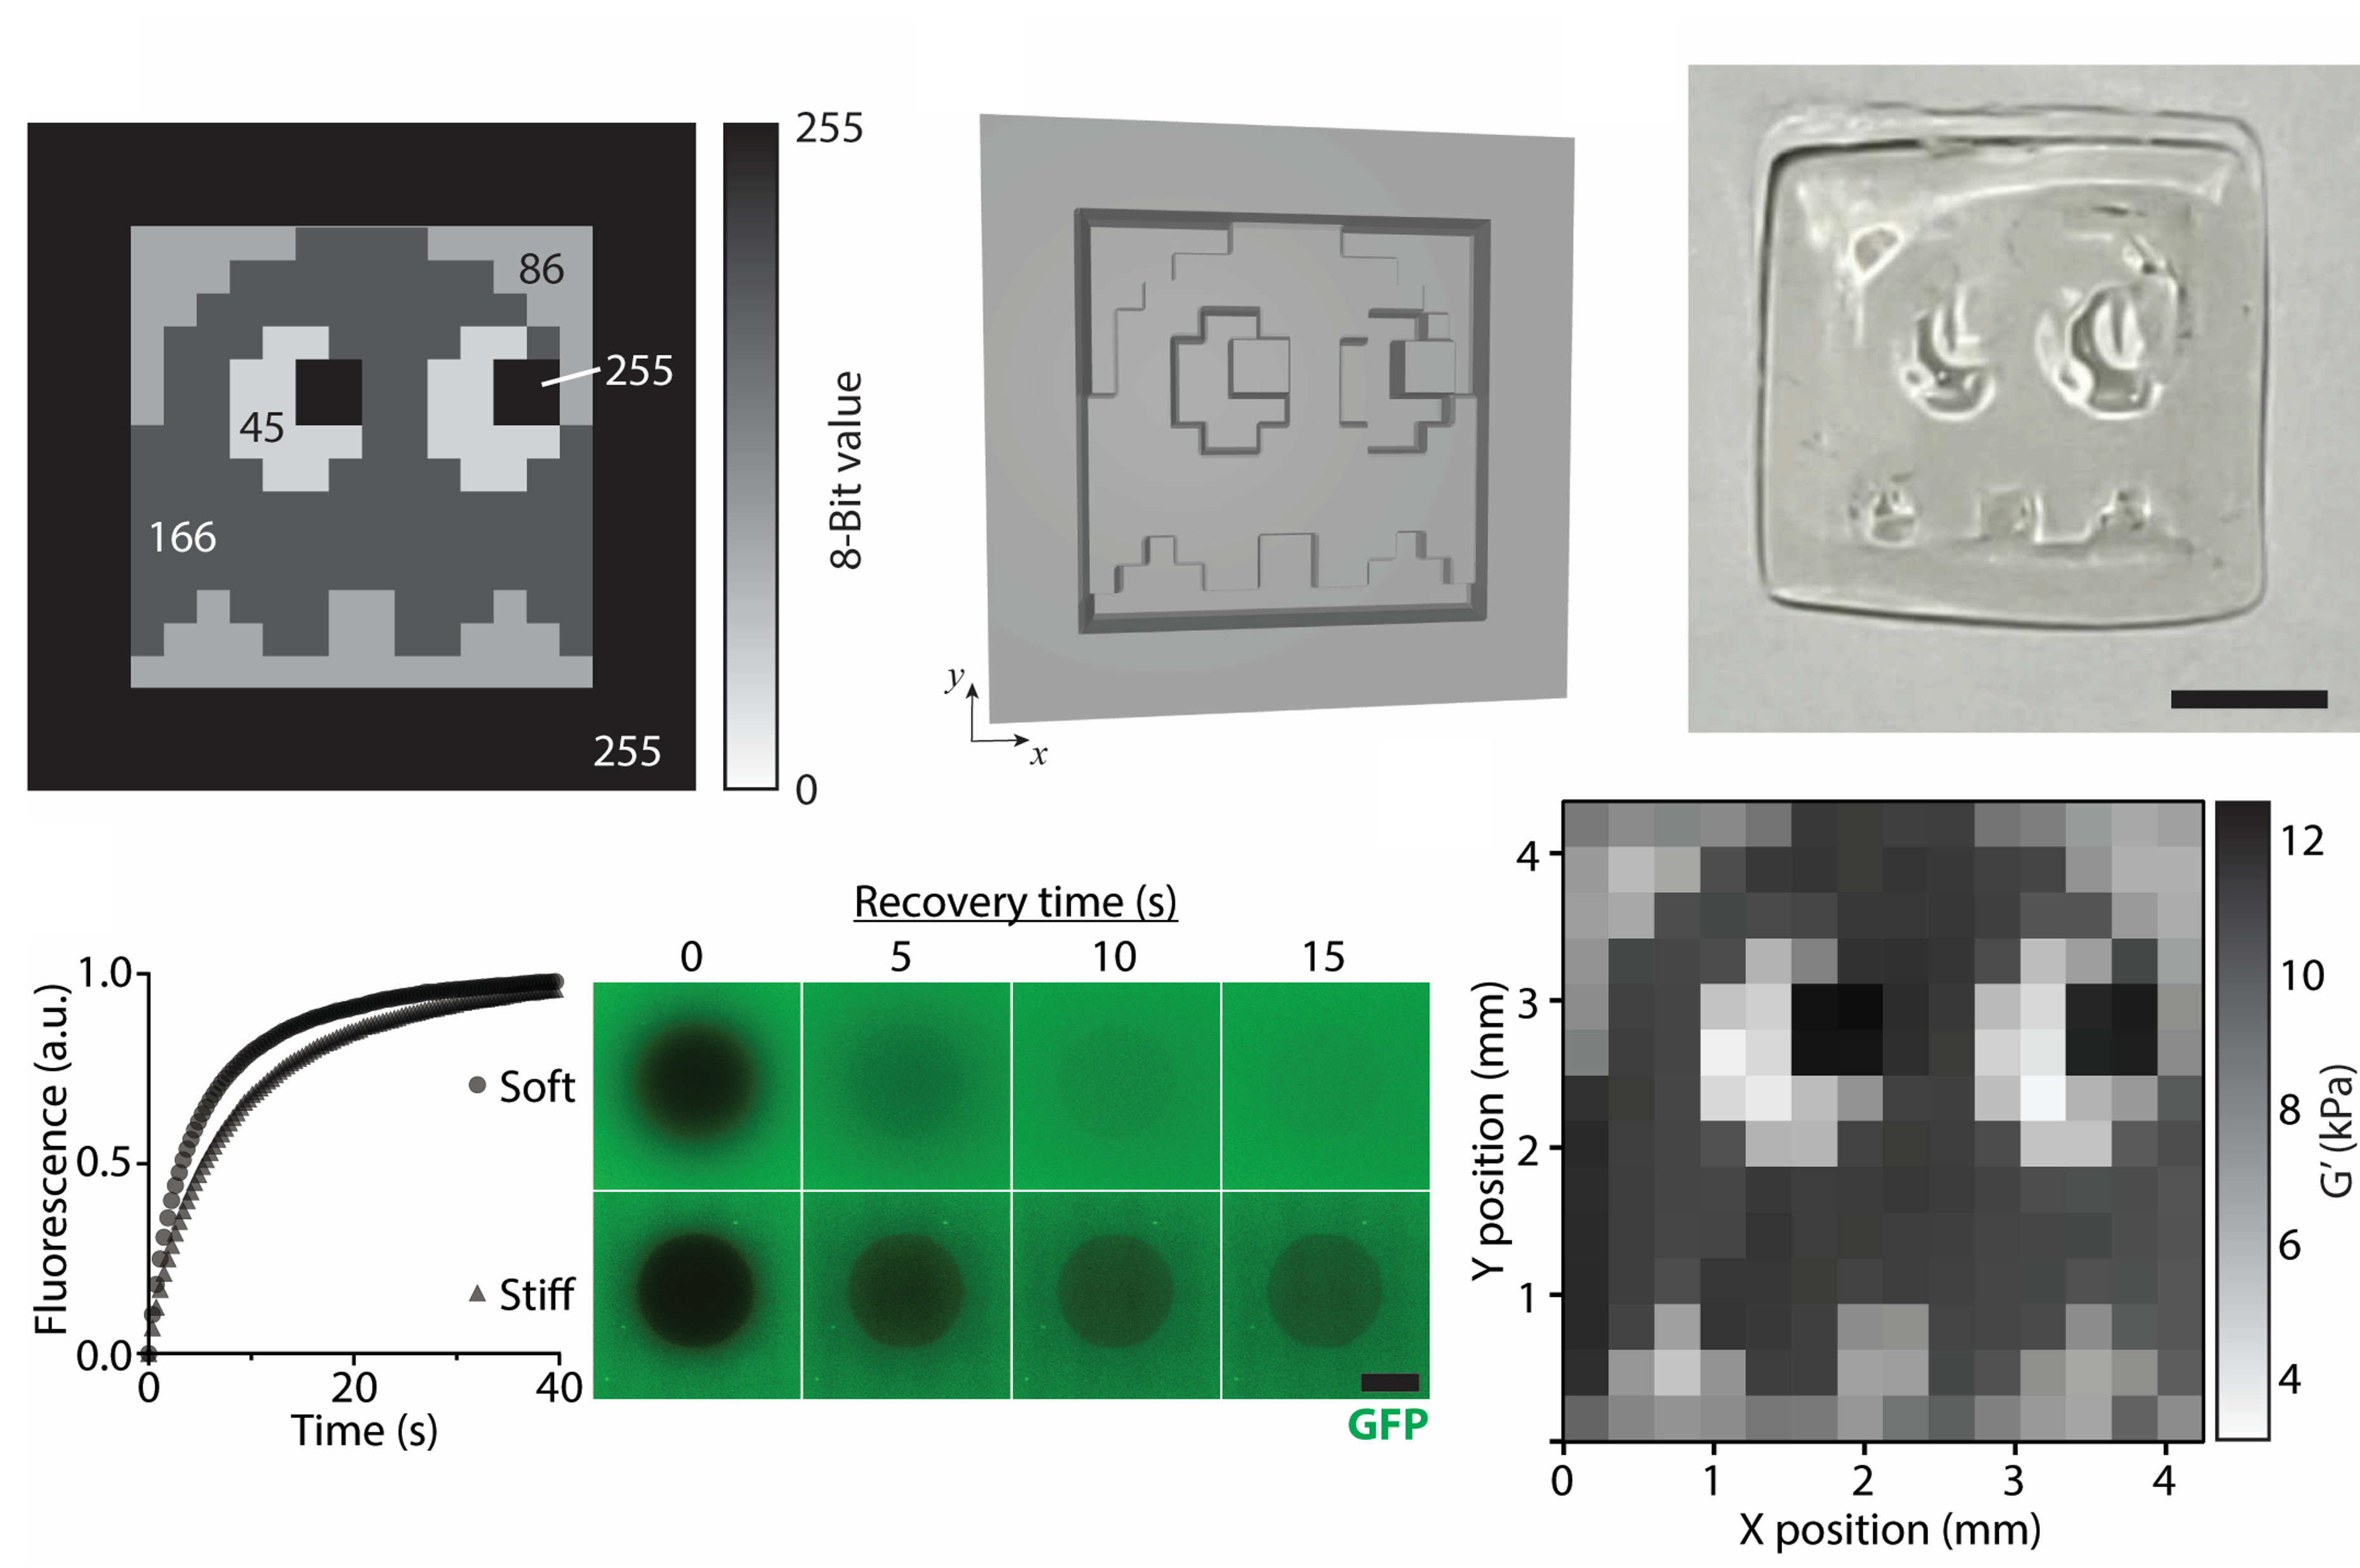 255
86
255
45
166
255
0
8-Bit value
y
x
Recovery time (s)
0 5 10 15
1.0
0.5
0.0
Fluorescence (a.u.)
Soft
Stiff
0 20 40
Time (s)
GFP
4
3
2
1
Y position (mm)
0 1 2 3 4
X position (mm)
12
10
8
6
4
G’ (kPa)